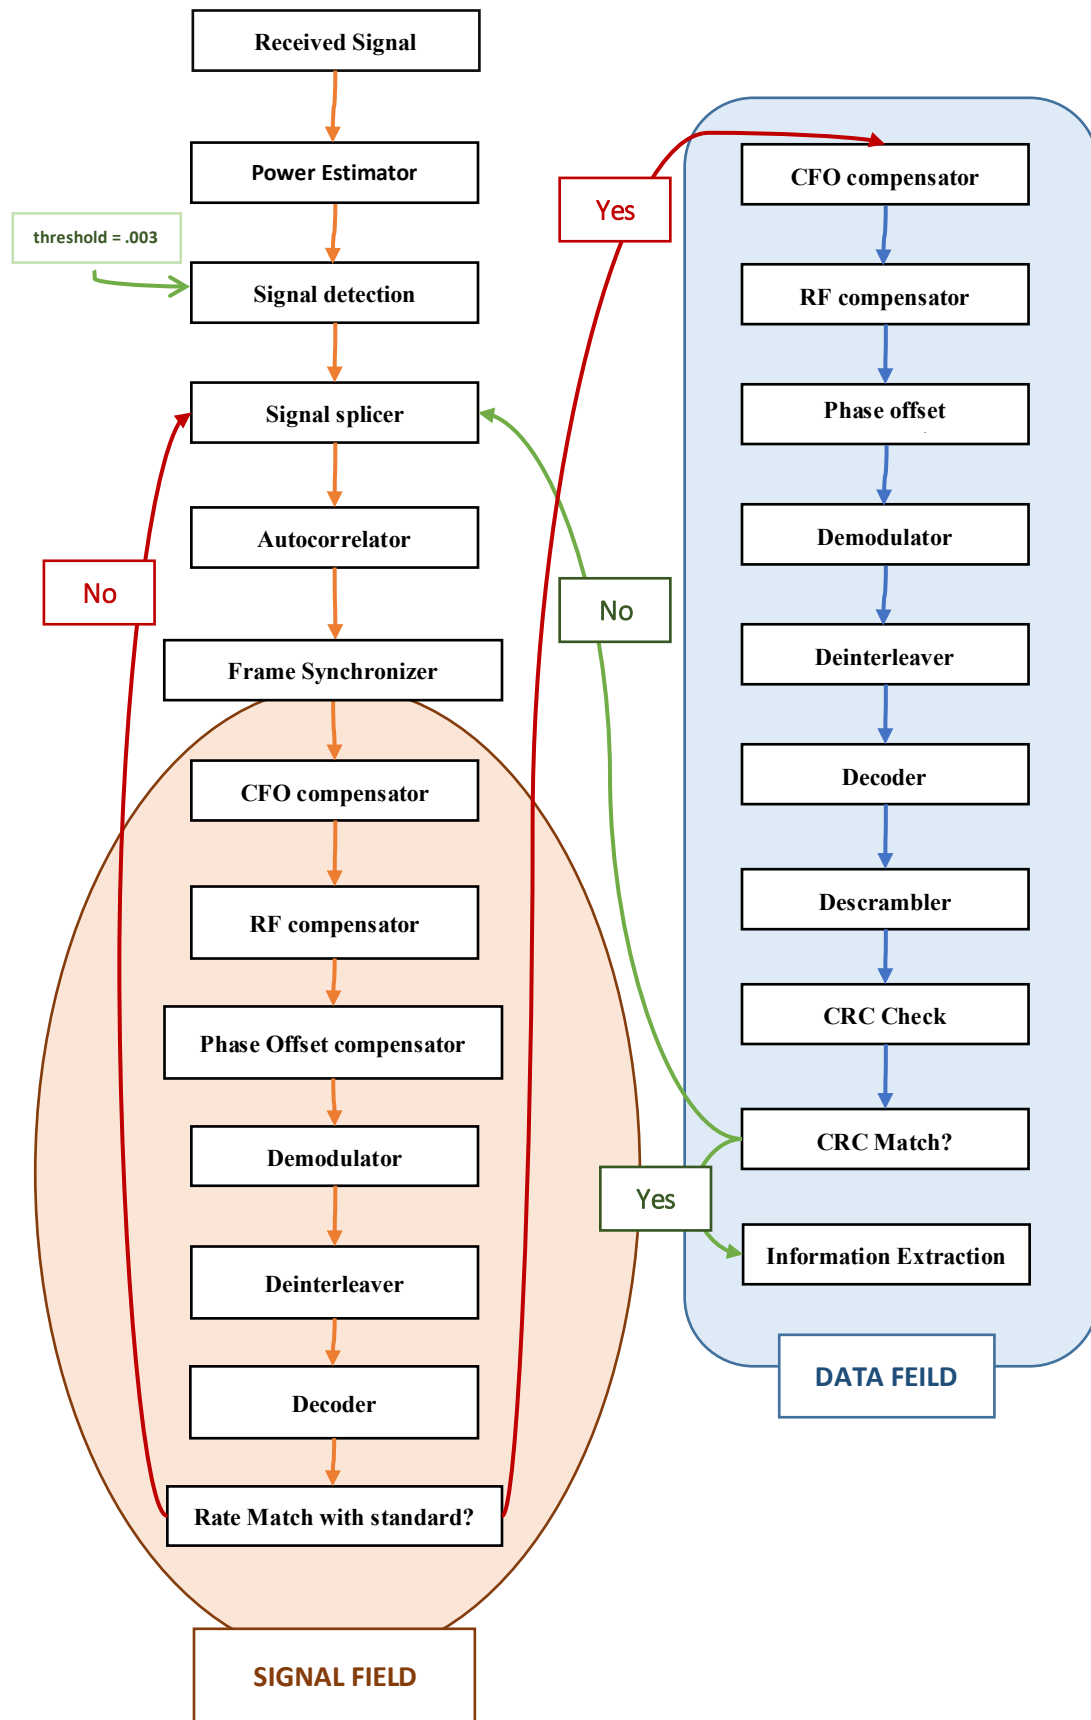 Received Signal
Power Estimator
threshold = .003
Signal detection
Signal splicer
Autocorrelator
No
Frame Synchronizer
CFO compensator
RF compensator
Phase Offset compensator
Demodulator
Deinterleaver
Decoder
Rate Match with standard?
SIGNAL FIELD
Yes
No
CFO compensator
RF compensator
Phase offset
Demodulator
Deinterleaver
Decoder
Descrambler
CRC Check
CRC Match?
Yes
Information Extraction
DATA FEILD